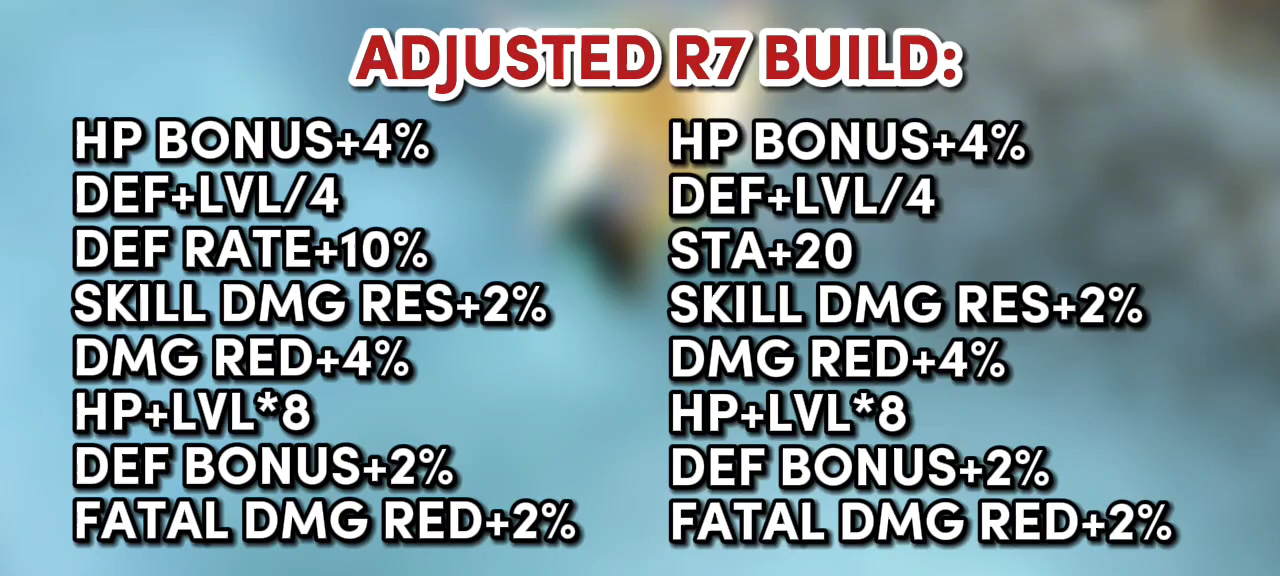 ADJUSTED R7 BUILD:
HP BONUS+4%
DEF+LVL/4
DEF RATE+10%
SKILL DMG RES+2%
DMG RED+4%
HP+LVL*8
DEF BONUS+2%
FATAL DMG RED+2%
HP BONUS+4%
DEF+LVL/4
STA+20
SKILL DMG RES+2%
DMG RED+4%
HP+LVL*8
DEF BONUS+2%
FATAL DMG RED+2%